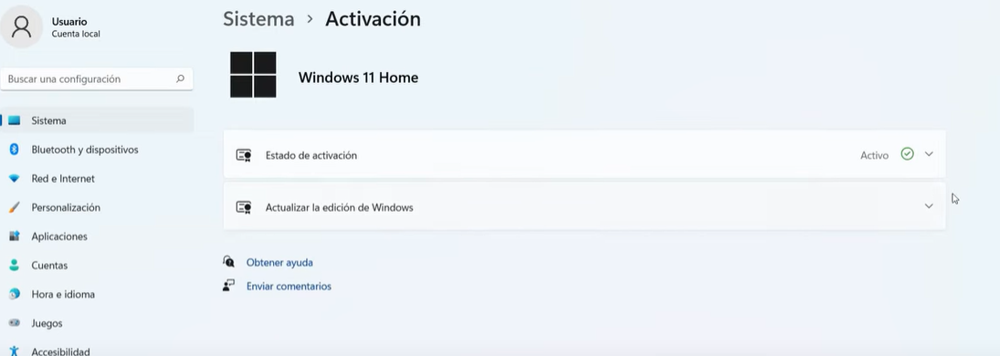 Usuario
Cuenta local
Buscar una configuración
Sistema
Bluetooth y dispositivos
Red e Internet
Personalización
Aplicaciones
Cuentas
Hora e idioma
Juegos
Accesibilidad
Sistema > Activación
Windows 11 Home
Estado de activación Activo
Actualizar la edición de Windows
Obtener ayuda
Enviar comentarios